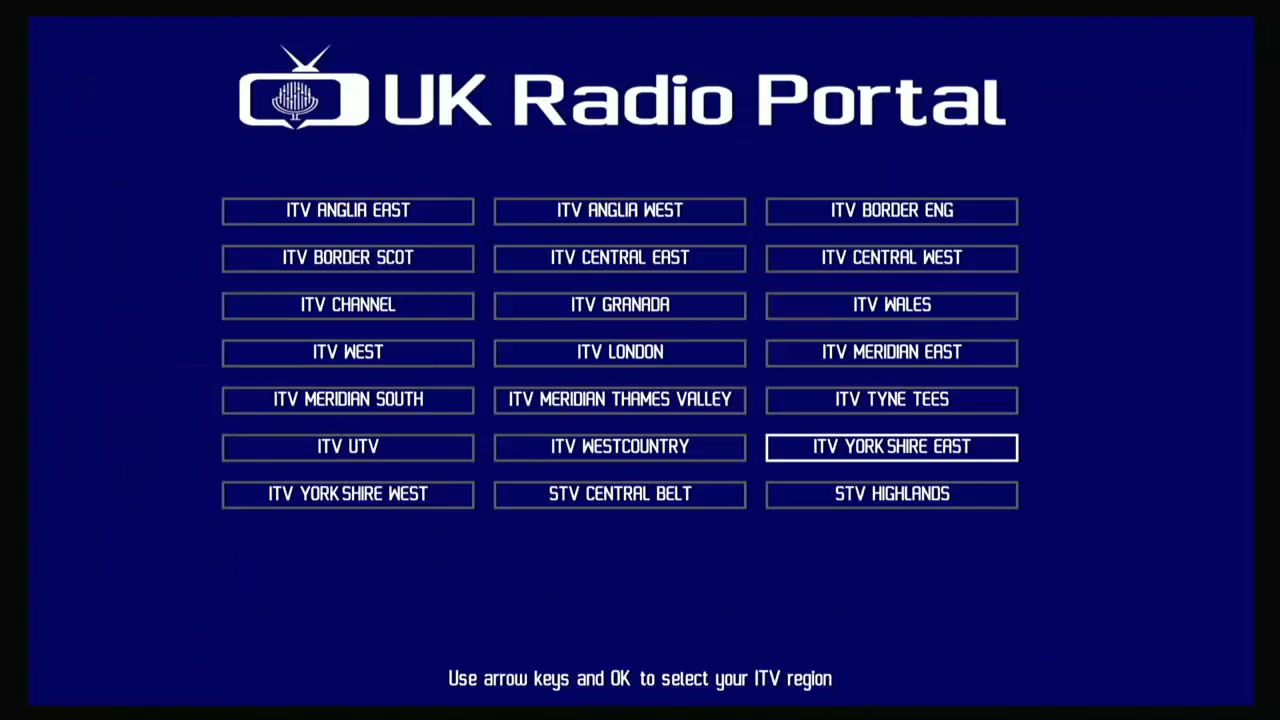 UK Radio Portal
ITV ANGLIA EAST
ITV ANGLIA WEST
ITV BORDER ENG
ITV BORDER SCOT
ITV CENTRAL EAST
ITV CENTRAL WEST
ITV CHANNEL
ITV GRANADA
ITV WALES
ITV WEST
ITV LONDON
ITV MERIDIAN EAST
ITV MERIDIAN SOUTH
ITV MERIDIAN THAMES VALLEY
ITV TYNE TEES
ITV UTV
ITV WESTCOUNTRY
ITV YORKSHIRE EAST
ITV YORKSHIRE WEST
STV CENTRAL BELT
STV HIGHLANDS
Use arrow keys and OK to select your ITV region